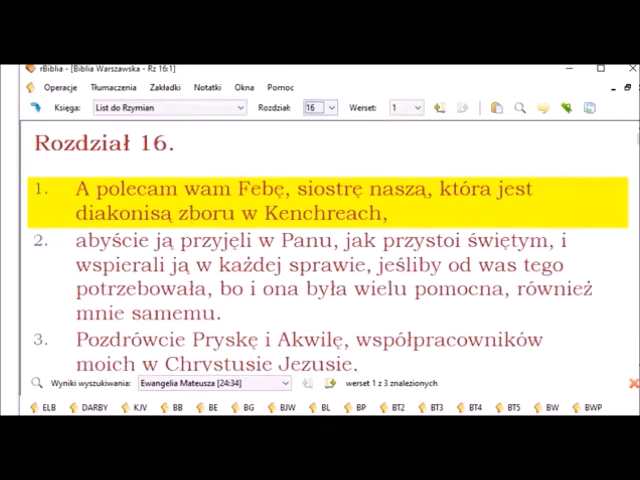 rBiblia - [Biblia Warszawska - Rz 16:1]
Operacje Tłumaczenia Zakładki Notatki Okna Pomoc
Księga: List do Rzymian Rozdział: 16 Werset: 1
Rozdział 16.
1. A polecam wam Febę, siostrę naszą, która jest
diakonisą zboru w Kenchreach,
2. abyście ją przyjęli w Panu, jak przystoi świętym, i
wspierali ją w każdej sprawie, jeśliby od was tego
potrzebowała, bo i ona była wielu pomocna, również
mnie samemu.
3. Pozdrówcie Pryskę i Akwilę, współpracowników
moich w Chrystusie Jezusie.
Wyniki wyszukiwania: Ewangelia Mateusza [24:34] werset 1 z 3 znalezionych
ELB DARBY KJV BB BE BG BJW BL BP BT2 BT3 BT4 BT5 BW BWP